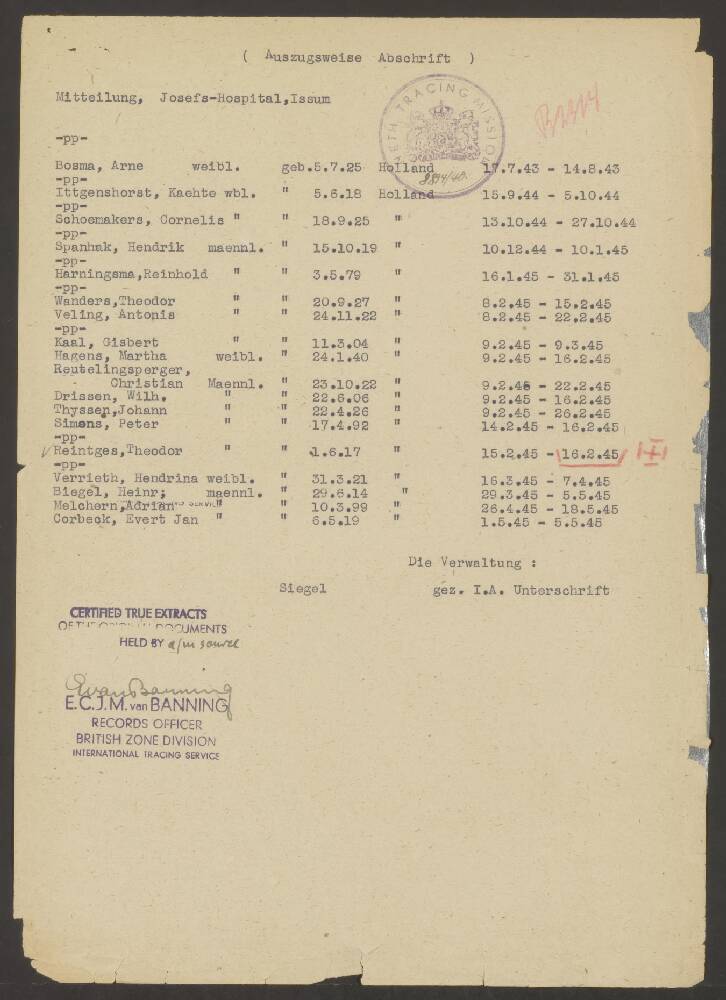 ( Auszugsweise Abschrift )
Mitteilung, Josefs-Hospital,Issum
NETH TRACING MISSION
-pp-
Bosma, Arne weibl. geb.5.7.25 Holland 17.7.43 - 14.8.43
-pp-
Ittgenshorst, Kaehte wbl. " 5.6.18 Holland 15.9.44 - 5.10.44
-pp-
Schoemakers, Cornelis " " 18.9.25 " 13.10.44 - 27.10.44
-pp-
Spanhak, Hendrik maennl. " 15.10.19 " 10.12.44 - 10.1.45
-pp-
Harningsma,Reinhold " " 3.5.79 " 16.1.45 - 31.1.45
-pp-
Wanders,Theodor " " 20.9.27 " 8.2.45 - 15.2.45
Veling, Antonis " " 24.11.22 " 8.2.45 - 22.2.45
-pp-
Kaal, Gisbert " " 11.3.04 " 9.2.45 - 9.3.45
Hagens, Martha weibl. " 24.1.40 " 9.2.45 - 16.2.45
Reutelingsperger,
Christian Maennl. " 23.10.22 " 9.2.45 - 22.2.45
Drissen, Wilh. " " 22.6.06 " 9.2.45 - 16.2.45
Thyssen,Johann " " 22.4.26 " 9.2.45 - 26.2.45
Simons, Peter " " 17.4.92 " 14.2.45 - 16.2.45
-pp-
Reintges,Theodor " " 1.6.17 " 15.2.45 - 16.2.45
-pp-
Verrieth, Hendrina weibl. " 31.3.21 " 16.3.45 - 7.4.45
Biegel, Heinr; maennl. " 29.6.14 " 29.3.45 - 5.5.45
Melchern,Adrian " " 10.3.99 " 26.4.45 - 18.5.45
Corbeck, Evert Jan " " 6.5.19 " 1.5.45 - 5.5.45
Die Verwaltung :
Siegel gez. I.A. Unterschrift
CERTIFIED TRUE EXTRACTS
OF THE ORIGINAL DOCUMENTS
HELD BY a/m source
E.C.J.M. van BANNING
RECORDS OFFICER
BRITISH ZONE DIVISION
INTERNATIONAL TRACING SERVICE